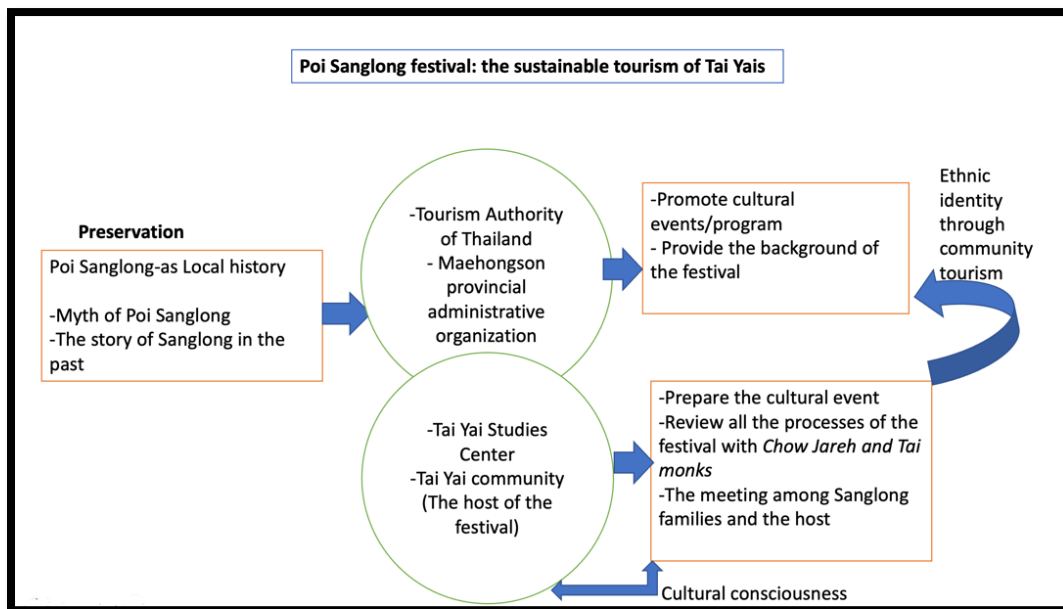 Poi Sanglong festival: the sustainable tourism of Tai Yais
Preservation
Poi Sanglong-as Local history
-Myth of Poi Sanglong
-The story of Sanglong in the
past
-Tourism Authority
of Thailand
- Maehongson
provincial
administrative
organization
-Promote cultural
events/program
- Provide the background of
the festival
Ethnic
identity
through
community
tourism
-Tai Yai Studies
Center
-Tai Yai community
(The host of the
festival)
-Prepare the cultural event
-Review all the processes of the
festival with Chow Jareh and Tai
monks
-The meeting among Sanglong
families and the host
Cultural consciousness